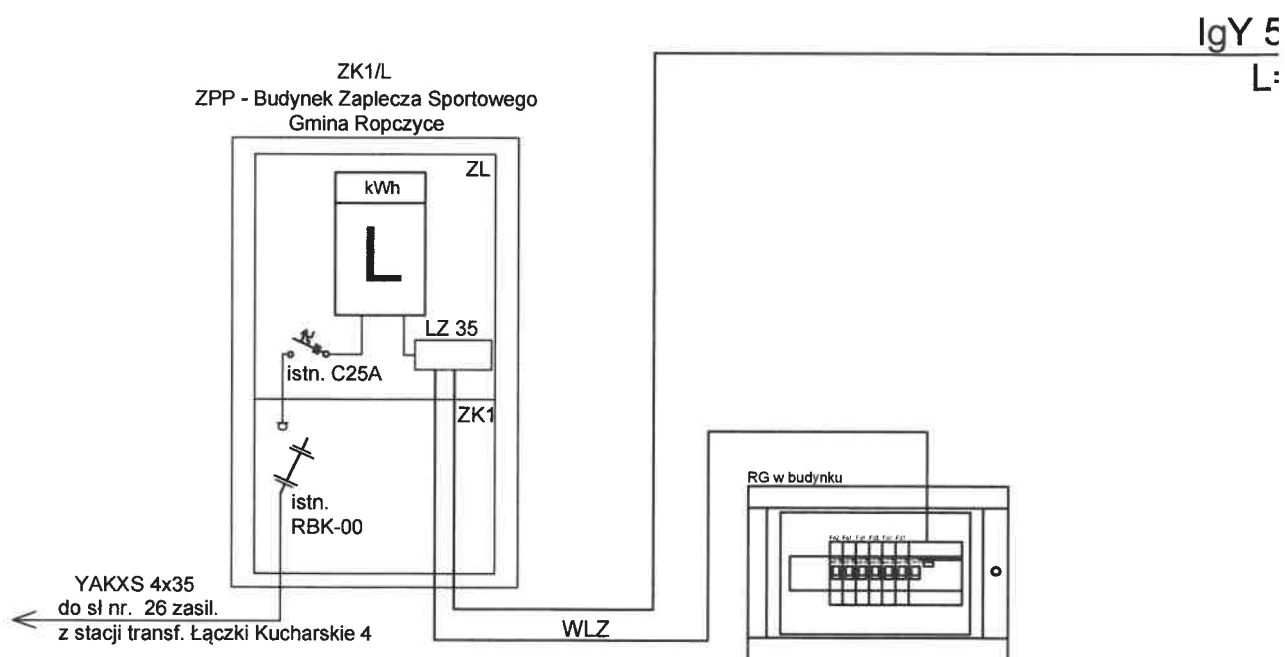 IgY 5
L=
ZK1/L
ZPP - Budynek Zaplecza Sportowego
Gmina Ropczyce
ZL
kWh
L
LZ 35
istn. C25A
ZK1
istn.
RBK-00
RG w budynku
YAKXS 4x35
do sł nr. 26 zasil.
z stacji transf. Łączki Kucharskie 4
WLZ